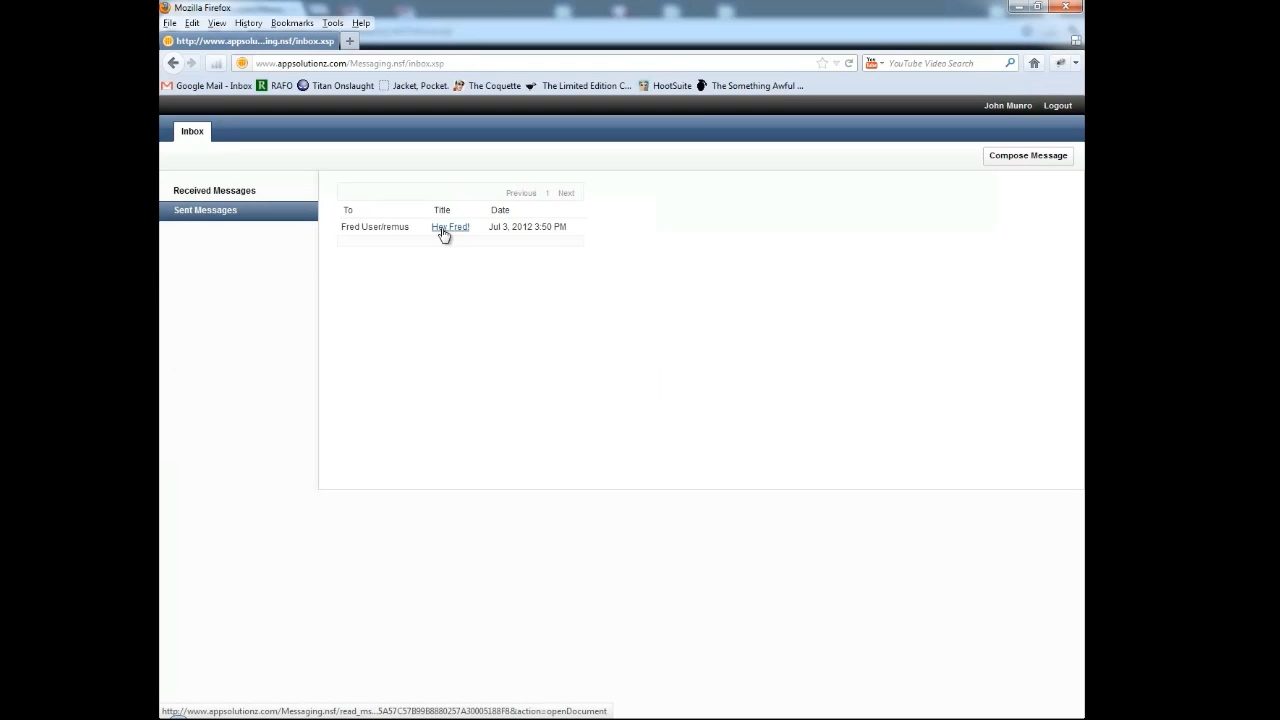 Mozilla Firefox
File Edit View History Bookmarks Tools Help
http://www.appsolu...ing.nsf/inbox.xsp
www.appsolutionz.com/Messaging.nsf/inbox.xsp YouTube Video Search
Google Mail - Inbox RAFO Titan Onslaught Jacket, Pocket. The Coquette The Limited Edition C... HootSuite The Something Awful ...
John Munro Logout
Inbox
Compose Message
Received Messages
Sent Messages
Previous 1 Next
To Title Date
Fred User/remus Hey Fred! Jul 3, 2012 3:50 PM
http://www.appsolutionz.com/Messaging.nsf/read_ms...5A57C57B99B8880257A30005188FB&action=openDocument